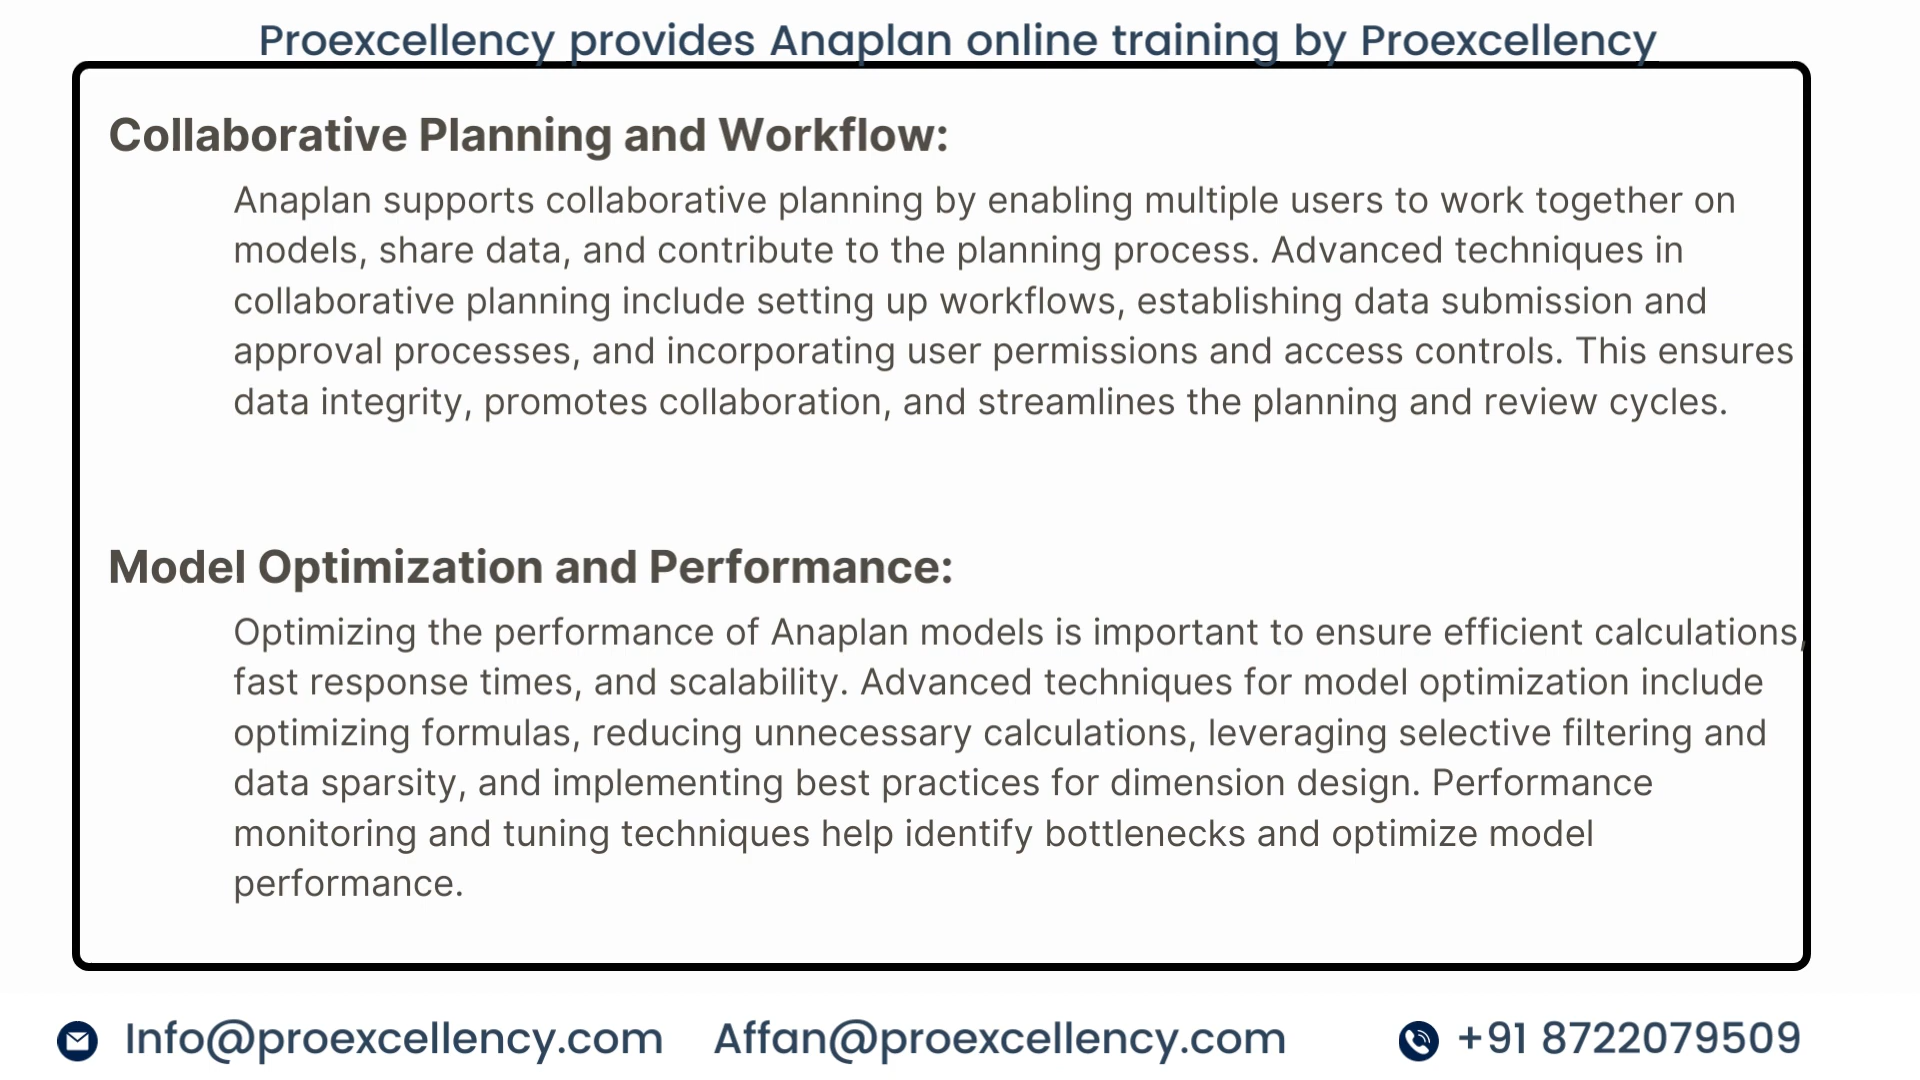 Proexcellency provides Anaplan online training by Proexcellency
Collaborative Planning and Workflow:
Anaplan supports collaborative planning by enabling multiple users to work together on
models, share data, and contribute to the planning process. Advanced techniques in
collaborative planning include setting up workflows, establishing data submission and
approval processes, and incorporating user permissions and access controls. This ensures
data integrity, promotes collaboration, and streamlines the planning and review cycles.
Model Optimization and Performance:
Optimizing the performance of Anaplan models is important to ensure efficient calculations,
fast response times, and scalability. Advanced techniques for model optimization include
optimizing formulas, reducing unnecessary calculations, leveraging selective filtering and
data sparsity, and implementing best practices for dimension design. Performance
monitoring and tuning techniques help identify bottlenecks and optimize model
performance.
Info@proexcellency.com Affan@proexcellency.com +91 8722079509